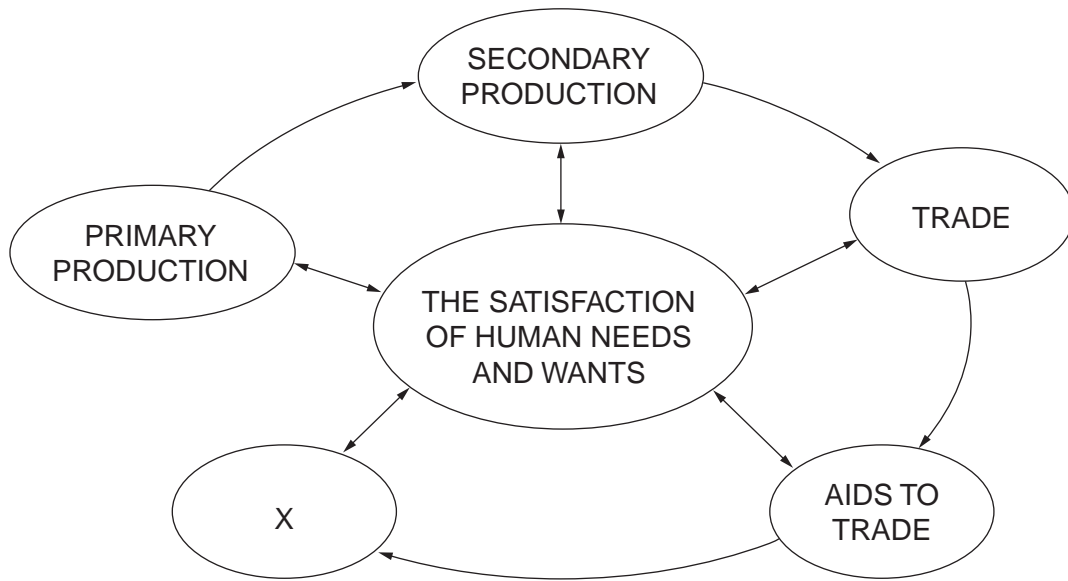 SECONDARY
PRODUCTION
TRADE
PRIMARY
PRODUCTION
THE SATISFACTION
OF HUMAN NEEDS
AND WANTS
X
AIDS TO
TRADE